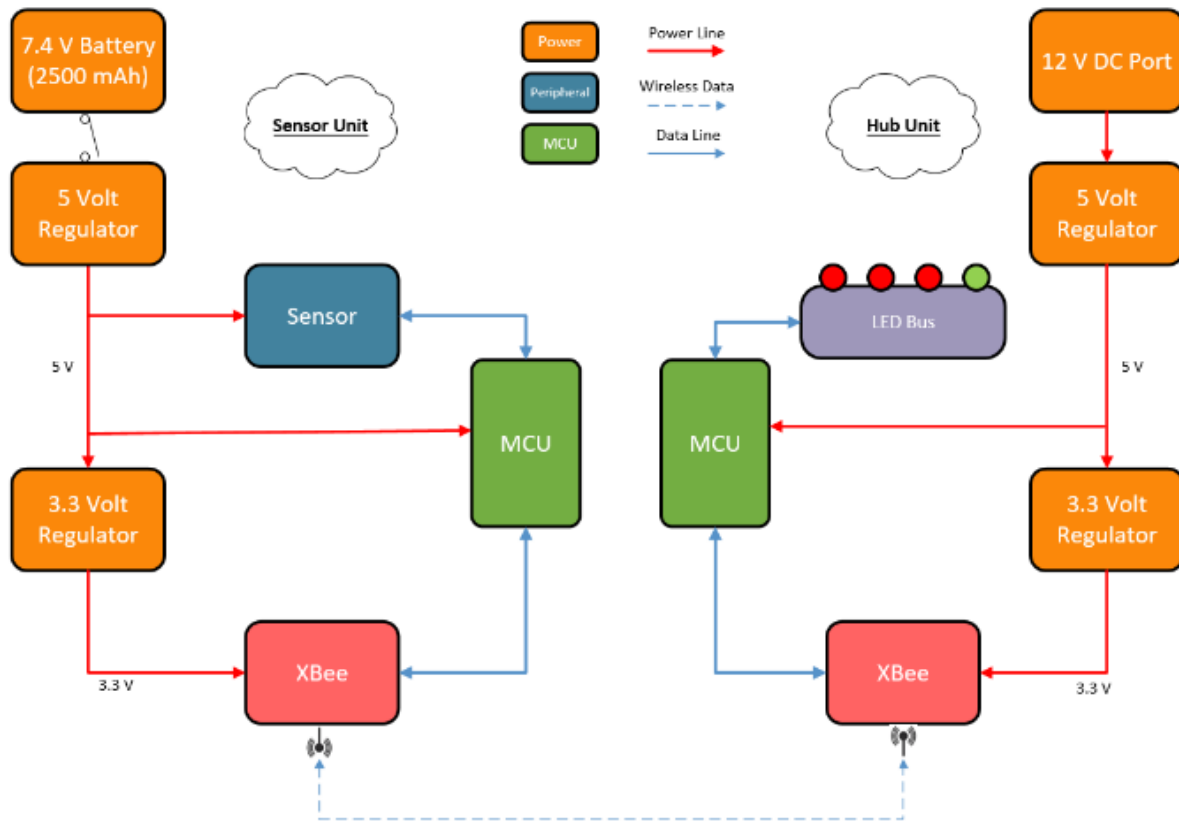 7.4 V Battery
(2500 mAh)
Sensor Unit
Power
Power Line
Peripheral
Wireless Data
MCU
Data Line
Hub Unit
12 V DC Port
5 Volt
Regulator
5 Volt
Regulator
Sensor
LED Bus
5 V
5 V
MCU
MCU
3.3 Volt
Regulator
3.3 Volt
Regulator
XBee
XBee
3.3 V
3.3 V